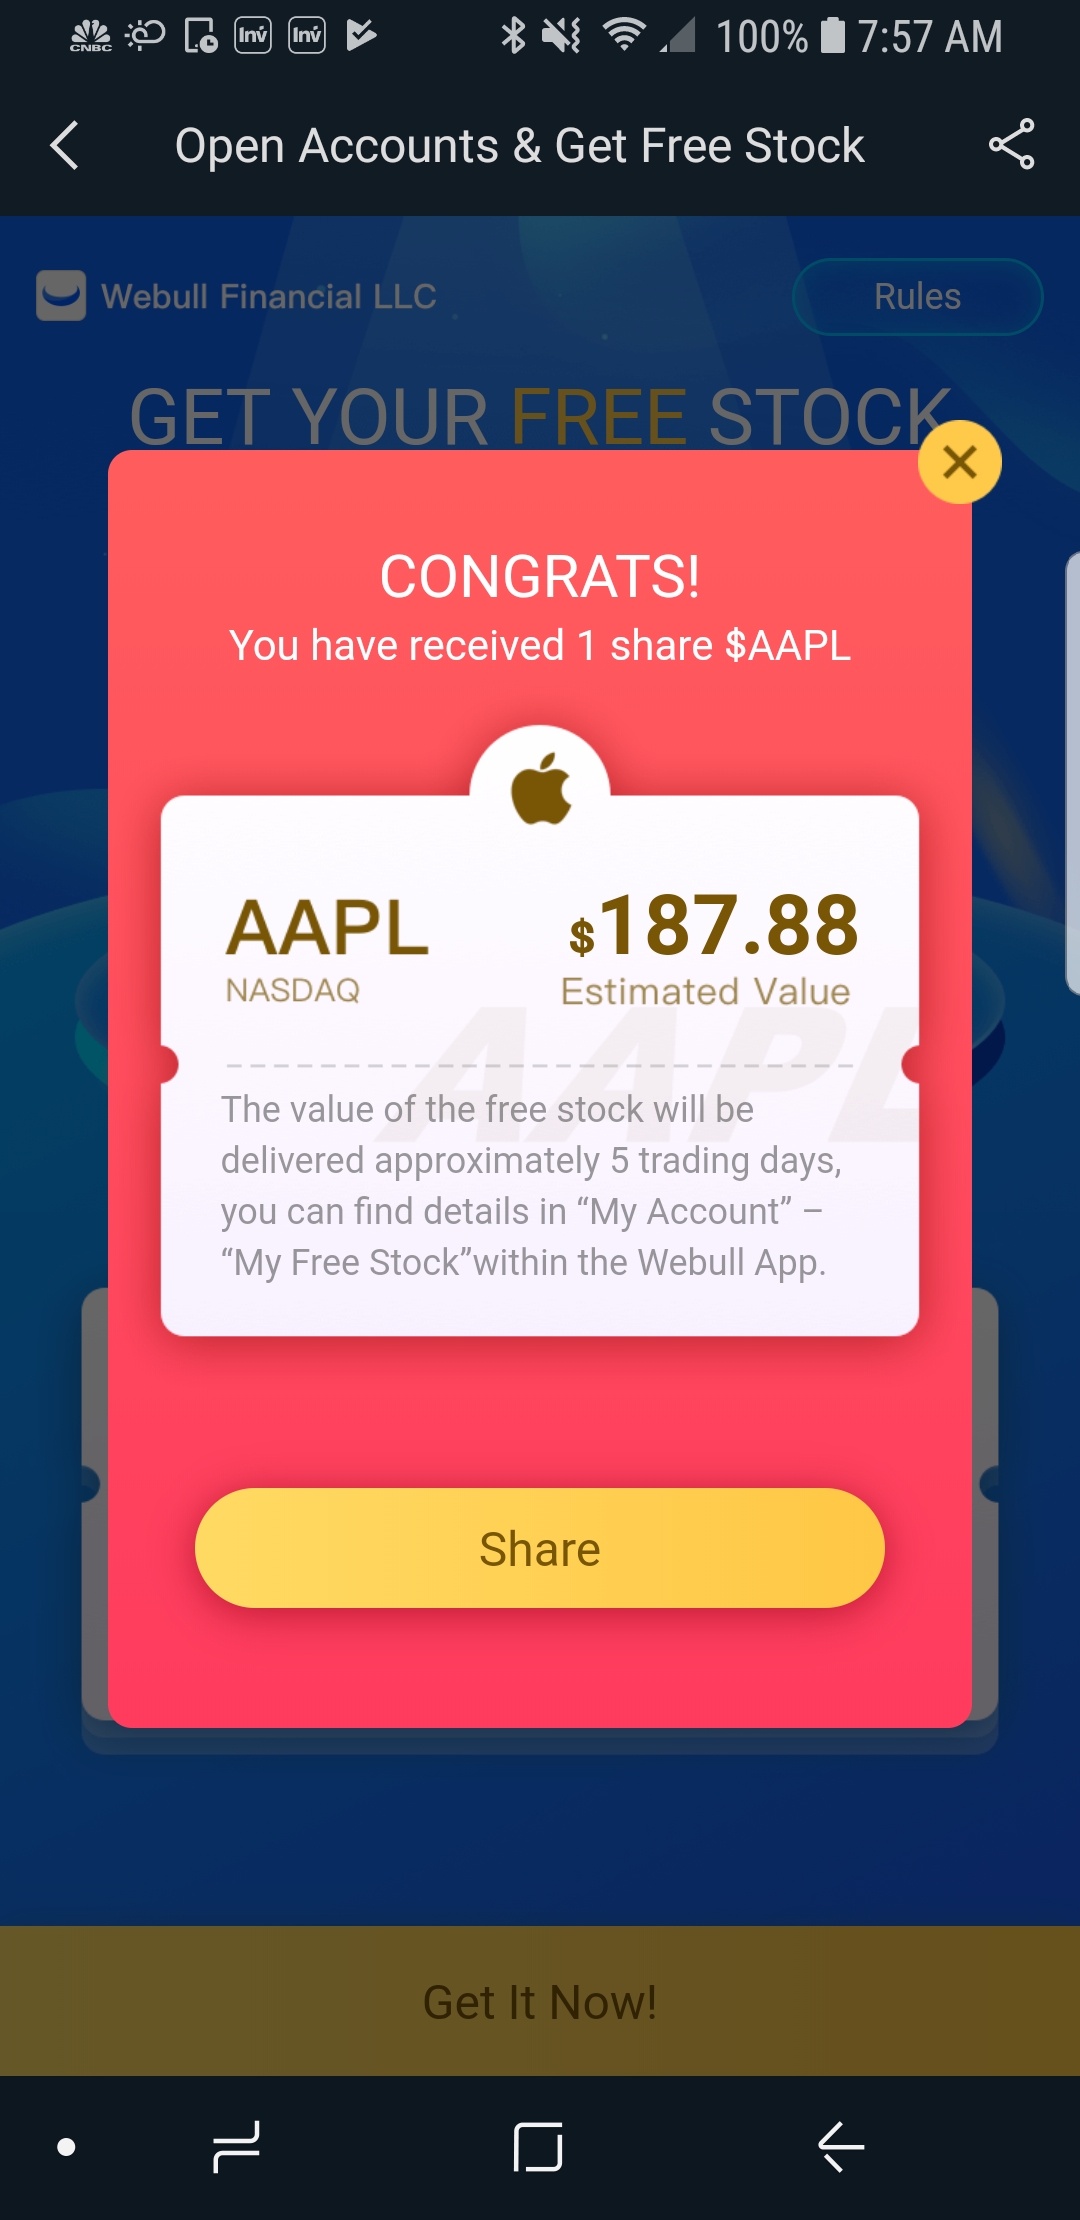 CNBC
Inv Inv
100% 7:57 AM
Open Accounts & Get Free Stock
Webull Financial LLC
Rules
GET YOUR FREE STOCK
CONGRATS!
You have received 1 share $AAPL
AAPL
$187.88
NASDAQ
Estimated Value
AAPL
The value of the free stock will be
delivered approximately 5 trading days,
you can find details in “My Account” –
“My Free Stock”within the Webull App.
Share
Get It Now!